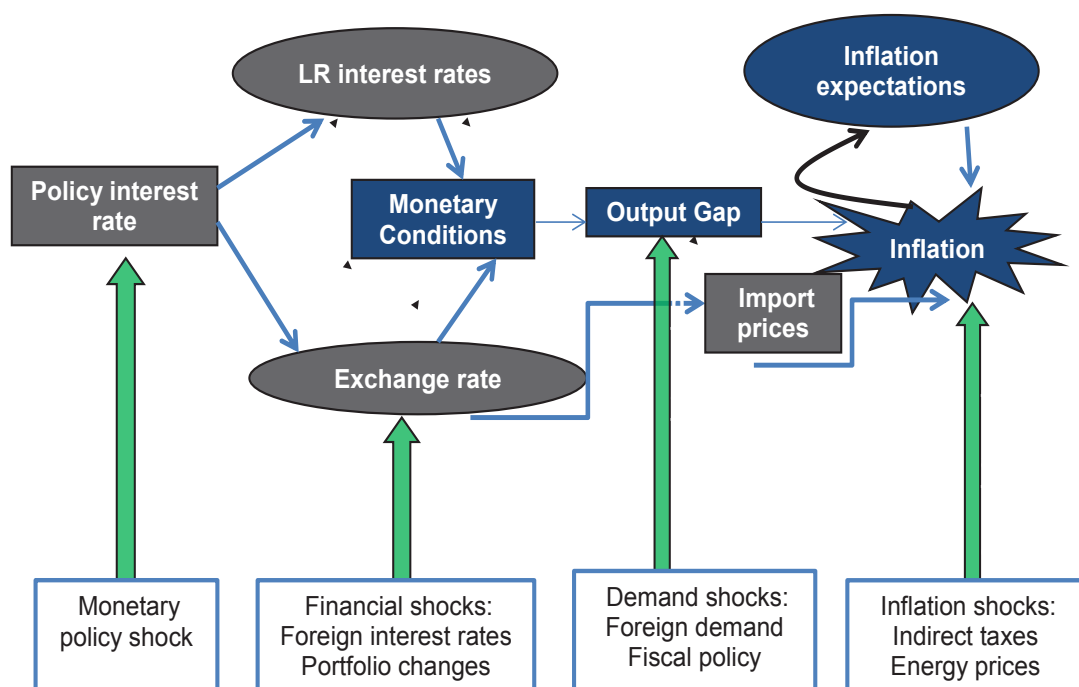 LR interest rates
Inflation
expectations
Policy interest
rate
Monetary
Conditions
Output Gap
Inflation
Import
prices
Exchange rate
Monetary
policy shock
Financial shocks:
Foreign interest rates
Portfolio changes
Demand shocks:
Foreign demand
Fiscal policy
Inflation shocks:
Indirect taxes
Energy prices